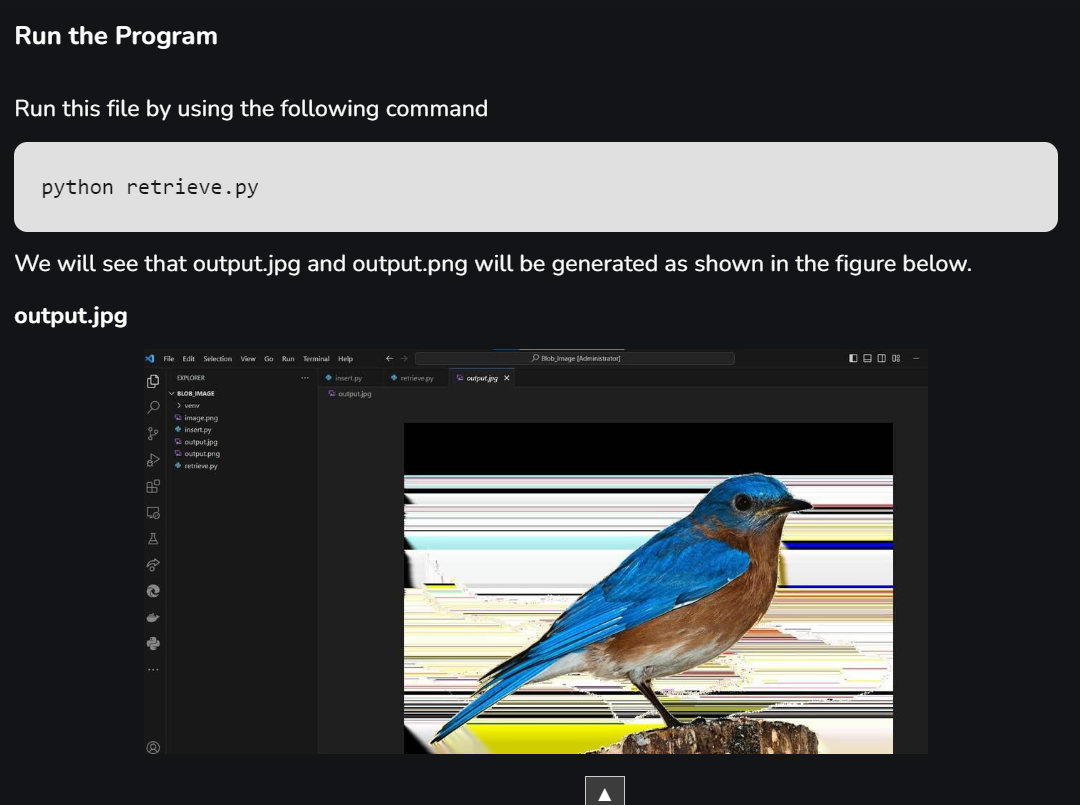 Run the Program
Run this file by using the following command
python retrieve.py
We will see that output.jpg and output.png will be generated as shown in the figure below.
output.jpg
File Edit Selection View Go Run Terminal Help
Blob_Image [Administrator]
EXPLORER
insert.py
retrieve.py
output.jpg
BLOB_IMAGE
output.jpg
venv
image.png
insert.py
output.jpg
output.png
retrieve.py